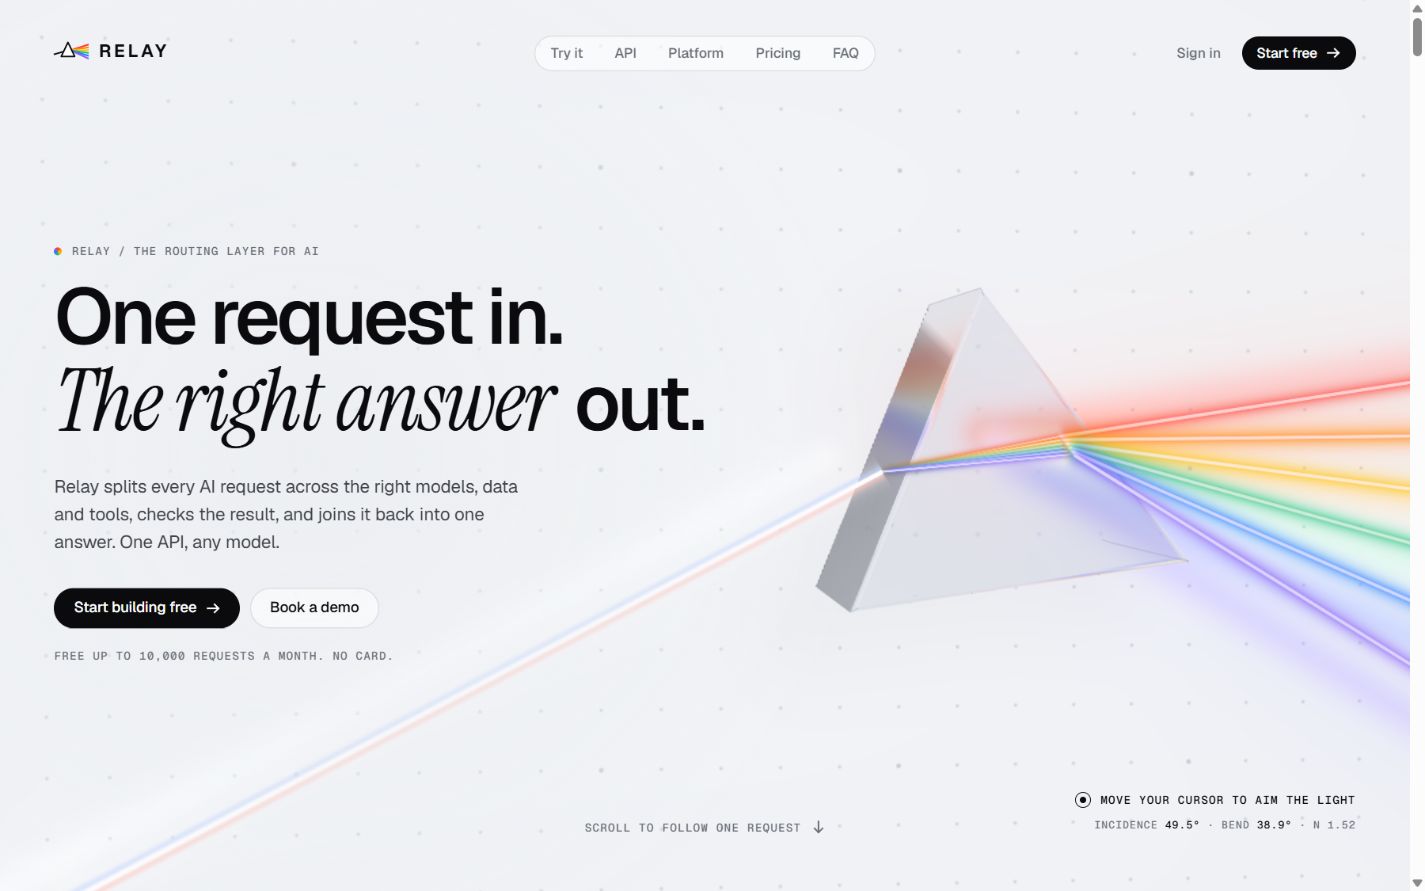 RELAY
Try it
API
Platform
Pricing
FAQ
Sign in
Start free →
RELAY / THE ROUTING LAYER FOR AI
One request in.
The right answer out.
Relay splits every AI request across the right models, data
and tools, checks the result, and joins it back into one
answer. One API, any model.
Start building free →
Book a demo
FREE UP TO 10,000 REQUESTS A MONTH. NO CARD.
SCROLL TO FOLLOW ONE REQUEST ↓
MOVE YOUR CURSOR TO AIM THE LIGHT
INCIDENCE 49.5° · BEND 38.9° · N 1.52